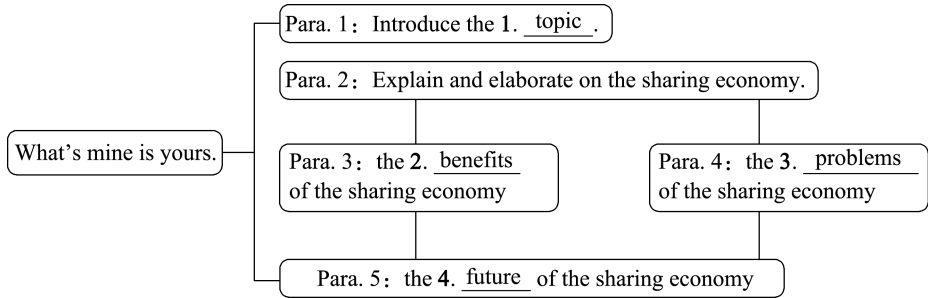 Para. 1：Introduce the 1. topic.
Para. 2：Explain and elaborate on the sharing economy.
What's mine is yours.
Para. 3：the 2. benefits
of the sharing economy
Para. 4：the 3. problems
of the sharing economy
Para. 5：the 4. future of the sharing economy